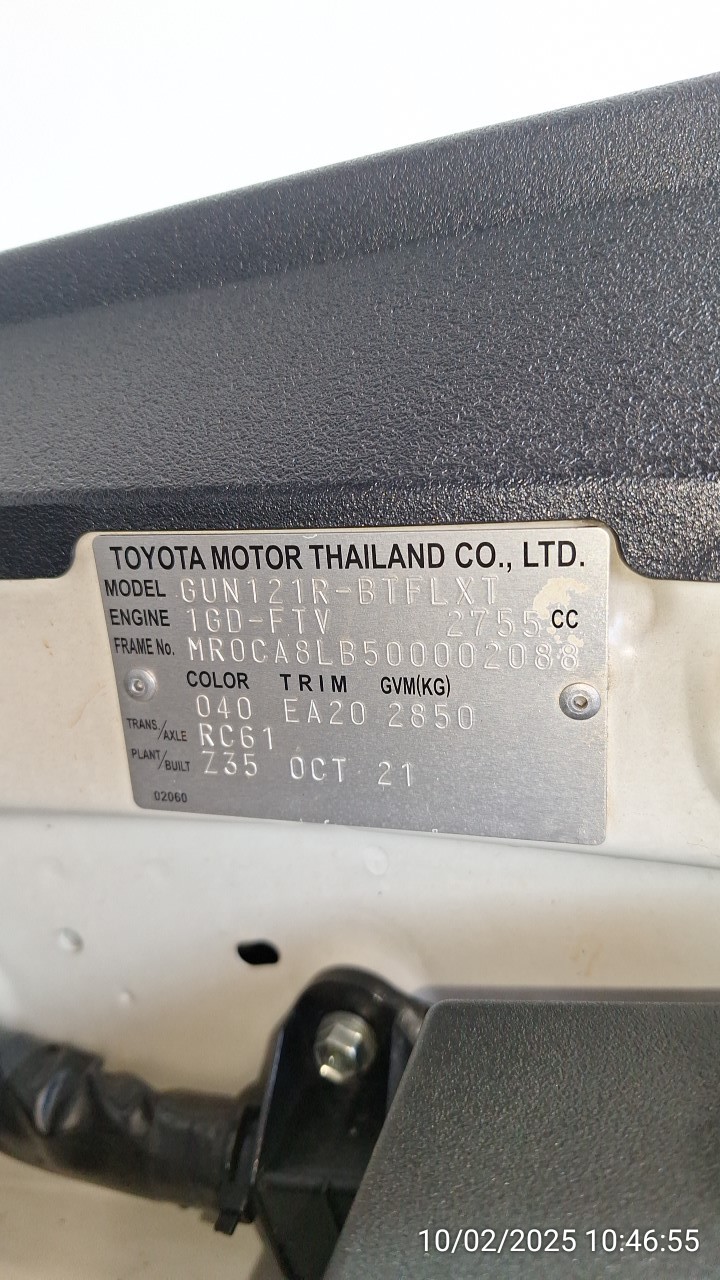 TOYOTA MOTOR THAILAND CO., LTD.
MODEL GUN121R-BTFLXT
ENGINE 1GD-FTV 2755 CC
FRAME No. MR0CA8LB500002088
COLOR TRIM GVM(KG)
040 EA20 2850
TRANS./AXLE RC61
PLANT/BUILT Z35 OCT 21
02060
10/02/2025 10:46:55